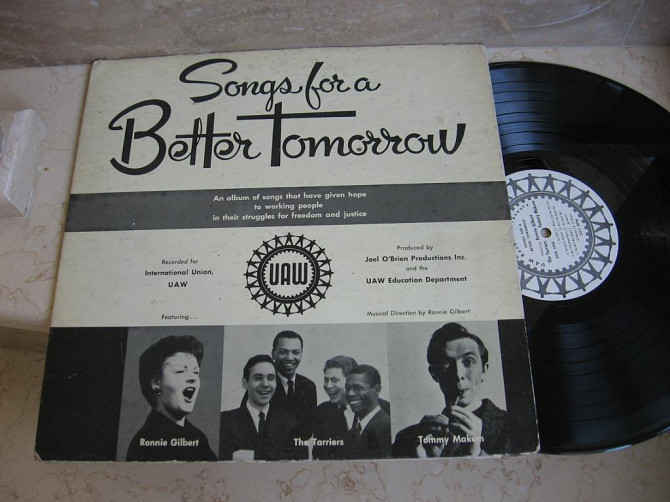 Songs for a
Better Tomorrow
An album of songs that have given hope
to working people
in their struggles for freedom and justice
Recorded for
International Union,
UAW
Featuring...
UAW
Produced by
Joel O'Brien Productions Inc.
and the
UAW Education Department
Musical Direction by Ronnie Gilbert
Ronnie Gilbert
The Tarriers
Tommy Makem